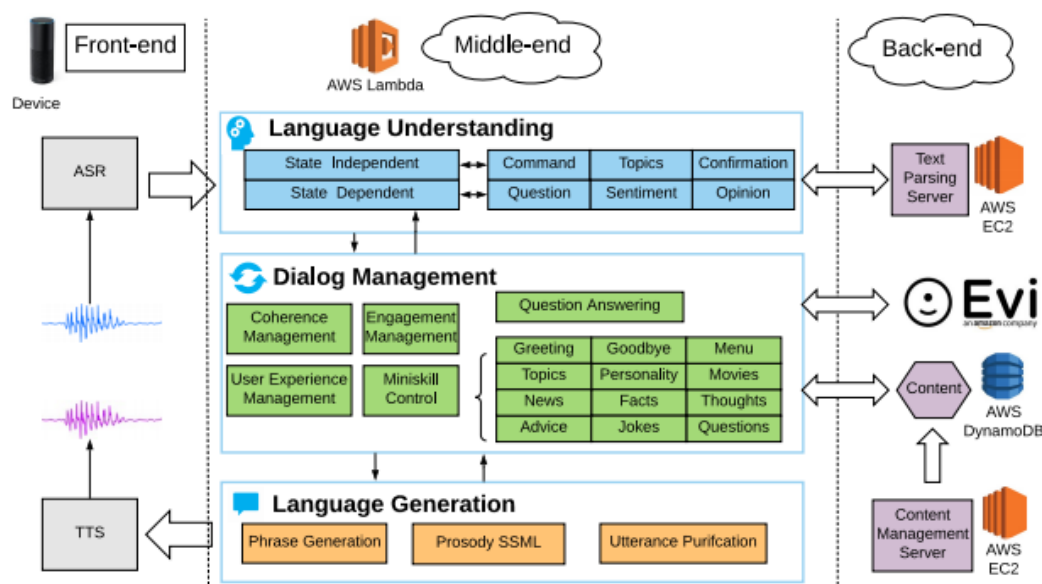 Front-end
Device
AWS Lambda
Middle-end
Back-end
ASR
Language Understanding
State Independent
State Dependent
Command Topics Confirmation
Question Sentiment Opinion
Text
Parsing
Server
AWS
EC2
Dialog Management
Coherence
Management
Engagement
Management
User Experience
Management
Miniskill
Control
Question Answering
Greeting Goodbye Menu
Topics Personality Movies
News Facts Thoughts
Advice Jokes Questions
Evi
an amazon company
Content
AWS
DynamoDB
TTS
Language Generation
Phrase Generation
Prosody SSML
Utterance Purifcation
Content
Management
Server
AWS
EC2